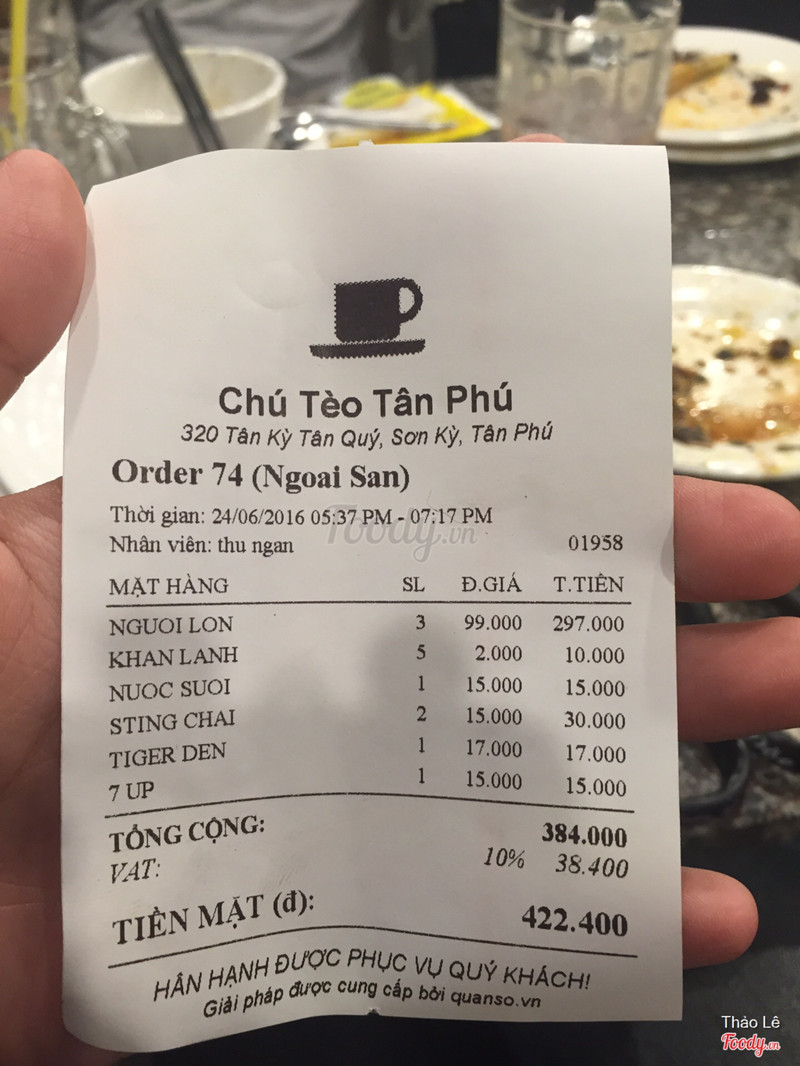 Chú Tèo Tân Phú
320 Tân Kỳ Tân Quý, Sơn Kỳ, Tân Phú
Order 74 (Ngoai San)
Thời gian: 24/06/2016 05:37 PM - 07:17 PM
Foody.vn
Nhân viên: thu ngan 01958
MẶT HÀNG SL Đ.GIÁ T.TIỀN
NGUOI LON 3 99.000 297.000
KHAN LANH 5 2.000 10.000
NUOC SUOI 1 15.000 15.000
STING CHAI 2 15.000 30.000
TIGER DEN 1 17.000 17.000
7 UP 1 15.000 15.000
TỔNG CỘNG: 384.000
VAT: 10% 38.400
TIỀN MẶT (đ): 422.400
HÂN HẠNH ĐƯỢC PHỤC VỤ QUÝ KHÁCH!
Giải pháp được cung cấp bởi quanso.vn
Thảo Lê
Foody.vn